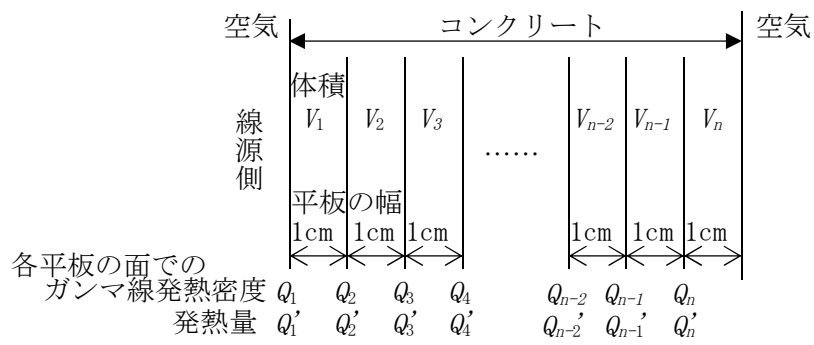 空気 コンクリート 空気
体積
V₁ V₂ V₃ …… Vₙ₋₂ Vₙ₋₁ Vₙ
線源側
平板の幅
1cm 1cm 1cm 1cm 1cm 1cm
各平板の面での
ガンマ線発熱密度 Q₁ Q₂ Q₃ Q₄ Qₙ₋₂ Qₙ₋₁ Qₙ
発熱量 Q₁' Q₂' Q₃' Q₄' Qₙ₋₂' Qₙ₋₁' Qₙ'